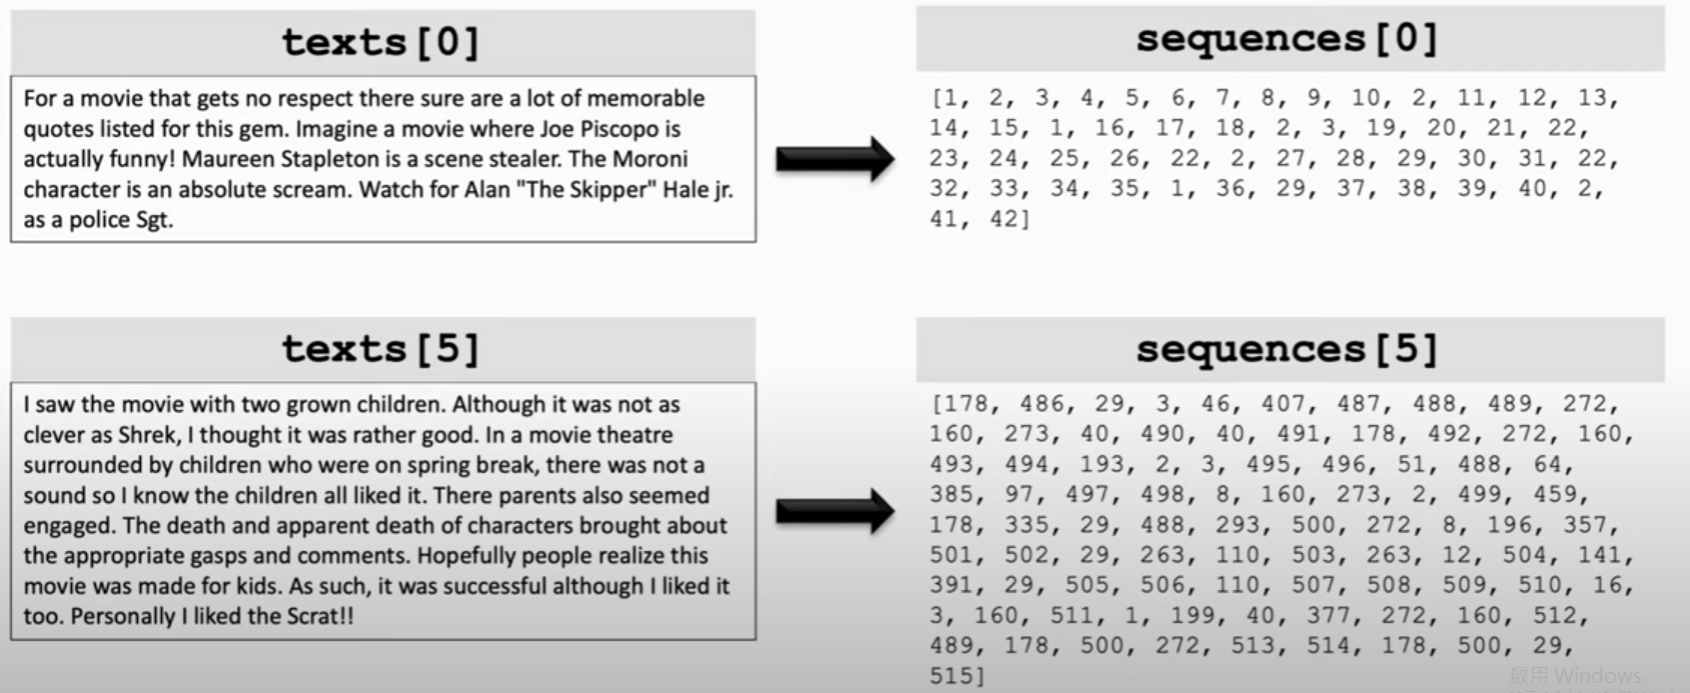 texts[0]
For a movie that gets no respect there sure are a lot of memorable
quotes listed for this gem. Imagine a movie where Joe Piscopo is
actually funny! Maureen Stapleton is a scene stealer. The Moroni
character is an absolute scream. Watch for Alan "The Skipper" Hale jr.
as a police Sgt.
sequences[0]
[1, 2, 3, 4, 5, 6, 7, 8, 9, 10, 2, 11, 12, 13,
14, 15, 1, 16, 17, 18, 2, 3, 19, 20, 21, 22,
23, 24, 25, 26, 22, 2, 27, 28, 29, 30, 31, 22,
32, 33, 34, 35, 1, 36, 29, 37, 38, 39, 40, 2,
41, 42]
texts[5]
I saw the movie with two grown children. Although it was not as
clever as Shrek, I thought it was rather good. In a movie theatre
surrounded by children who were on spring break, there was not a
sound so I know the children all liked it. There parents also seemed
engaged. The death and apparent death of characters brought about
the appropriate gasps and comments. Hopefully people realize this
movie was made for kids. As such, it was successful although I liked it
too. Personally I liked the Scrat!!
sequences[5]
[178, 486, 29, 3, 46, 407, 487, 488, 489, 272,
160, 273, 40, 490, 40, 491, 178, 492, 272, 160,
493, 494, 193, 2, 3, 495, 496, 51, 488, 64,
385, 97, 497, 498, 8, 160, 273, 2, 499, 459,
178, 335, 29, 488, 293, 500, 272, 8, 196, 357,
501, 502, 29, 263, 110, 503, 263, 12, 504, 141,
391, 29, 505, 506, 110, 507, 508, 509, 510, 16,
3, 160, 511, 1, 199, 40, 377, 272, 160, 512,
489, 178, 500, 272, 513, 514, 178, 500, 29,
515]
啟用 Windows